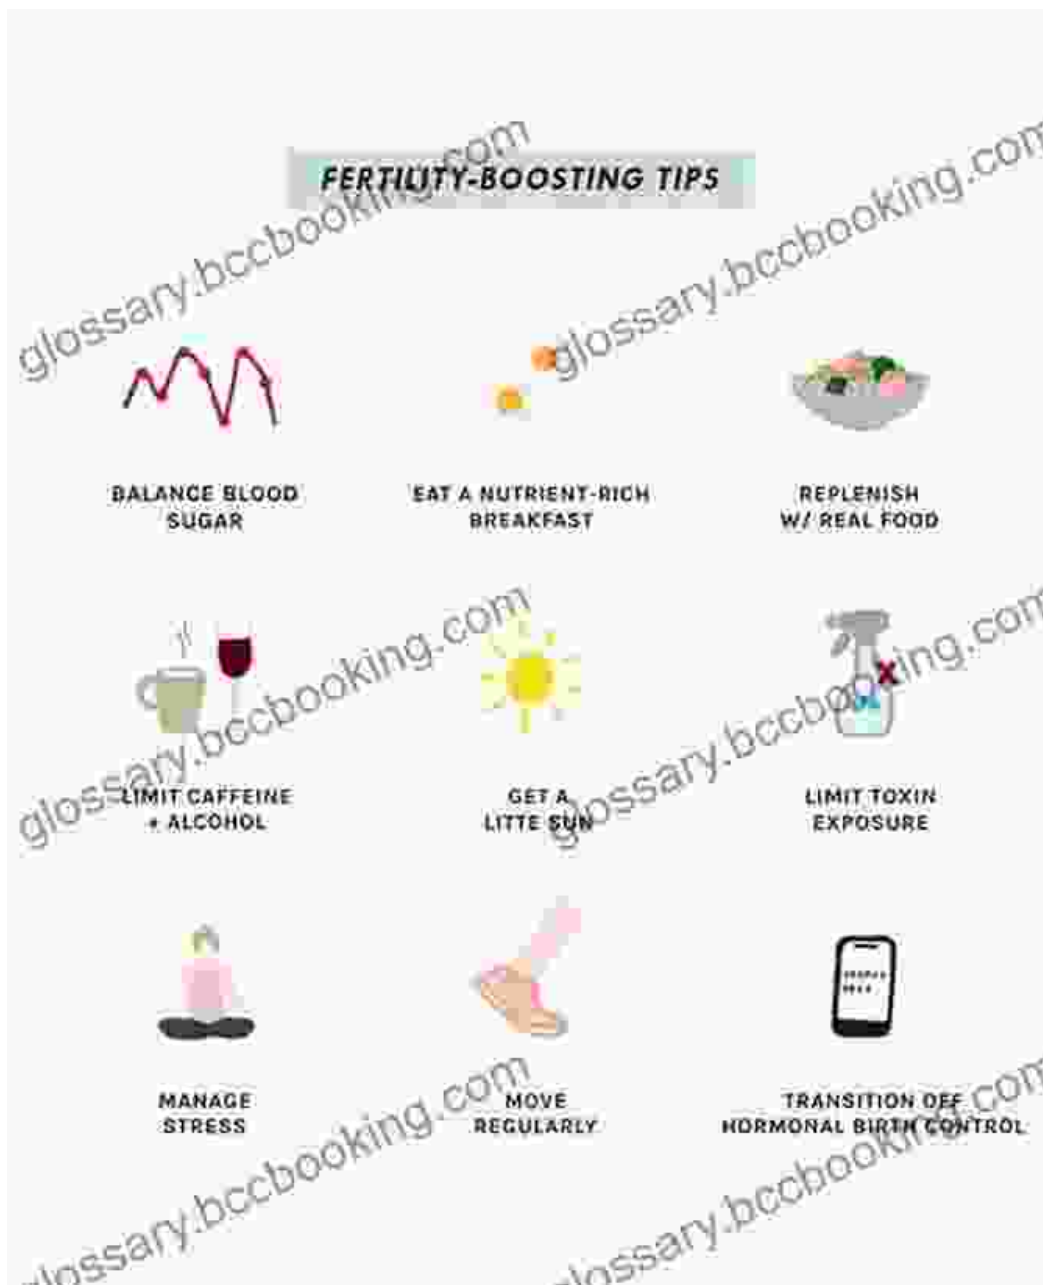 FERTILITY-BOOSTING TIPS
BALANCE BLOOD
SUGAR
EAT A NUTRIENT-RICH
BREAKFAST
REPLENISH
W/ REAL FOOD
LIMIT CAFFEINE
+ ALCOHOL
GET A
LITTE SUN
LIMIT TOXIN
EXPOSURE
MANAGE
STRESS
MOVE
REGULARLY
TRANSITION OFF
HORMONAL BIRTH CONTROL
glossary.bccbooking.com
glossary.bccbooking.com
glossary.bccbooking.com
glossary.bccbooking.com
glossary.bccbooking.com
glossary.bccbooking.com